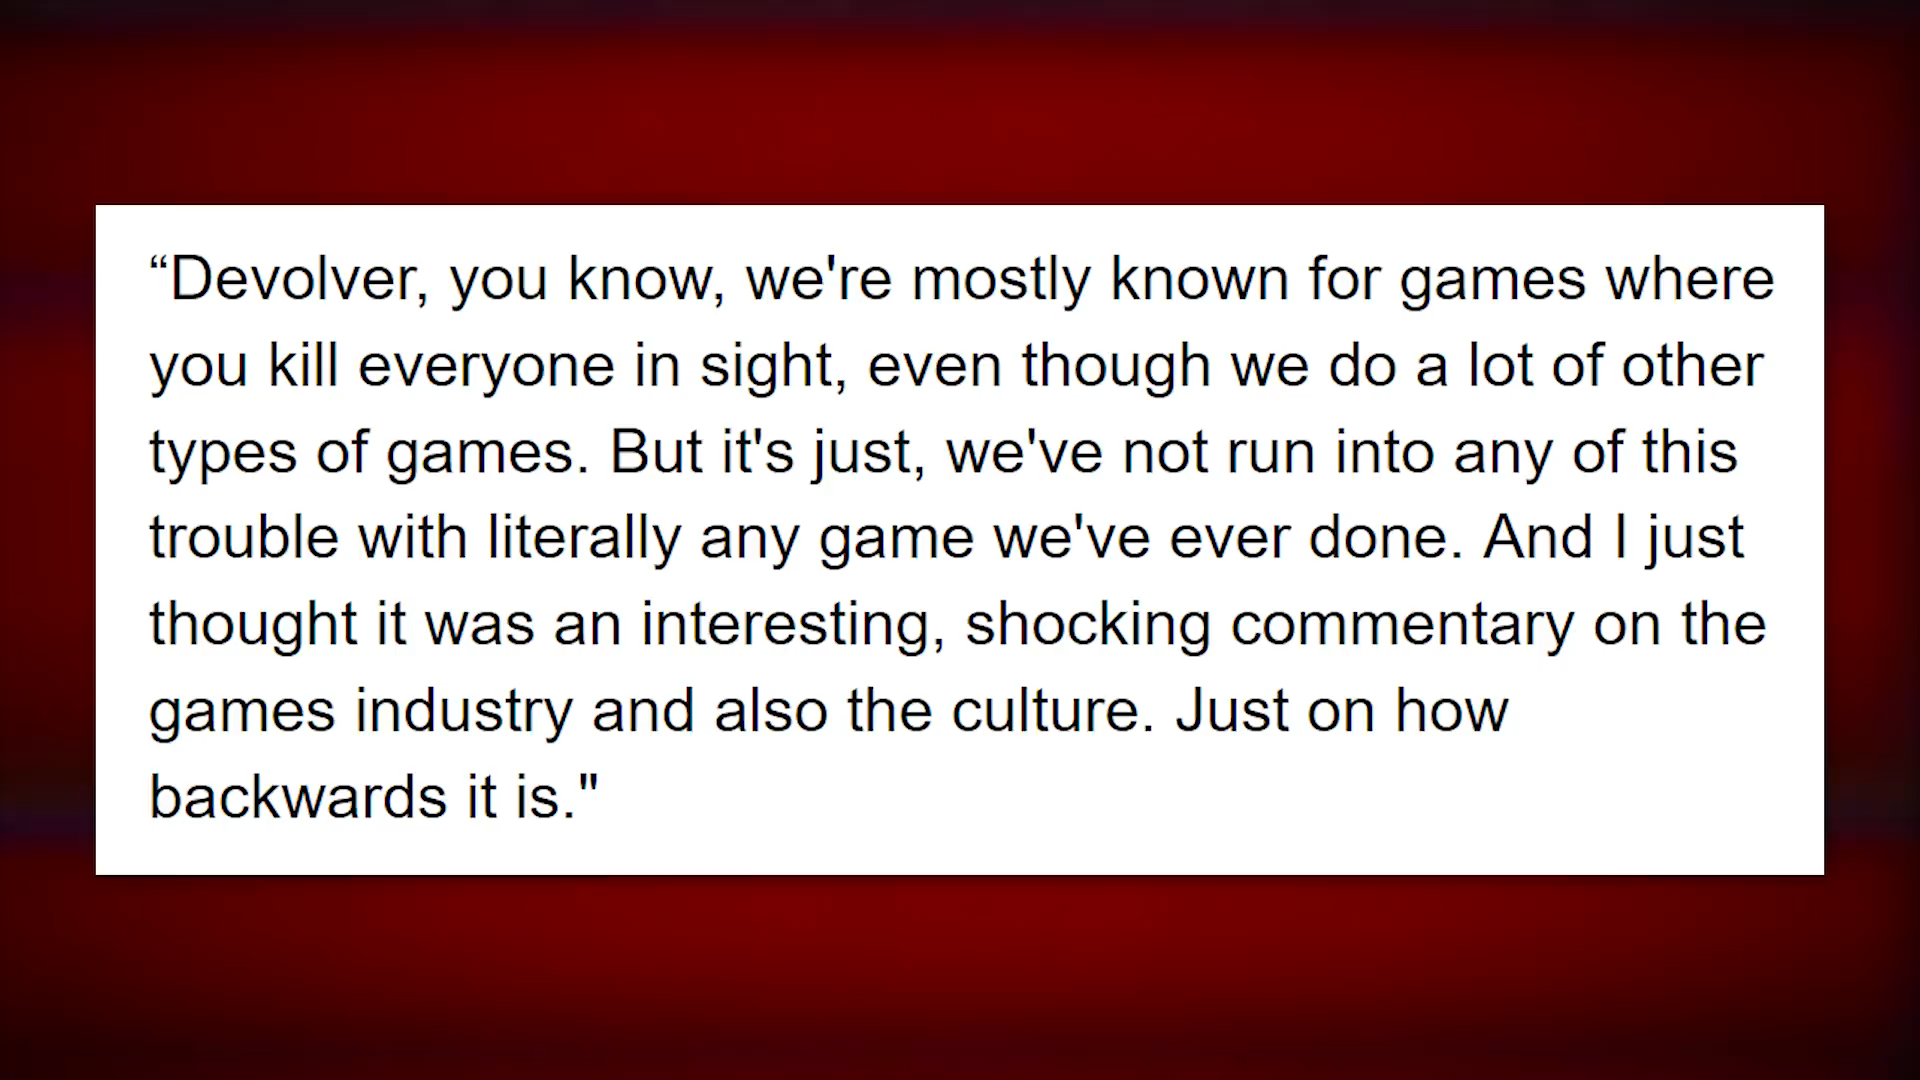 “Devolver, you know, we're mostly known for games where
you kill everyone in sight, even though we do a lot of other
types of games. But it's just, we've not run into any of this
trouble with literally any game we've ever done. And I just
thought it was an interesting, shocking commentary on the
games industry and also the culture. Just on how
backwards it is."